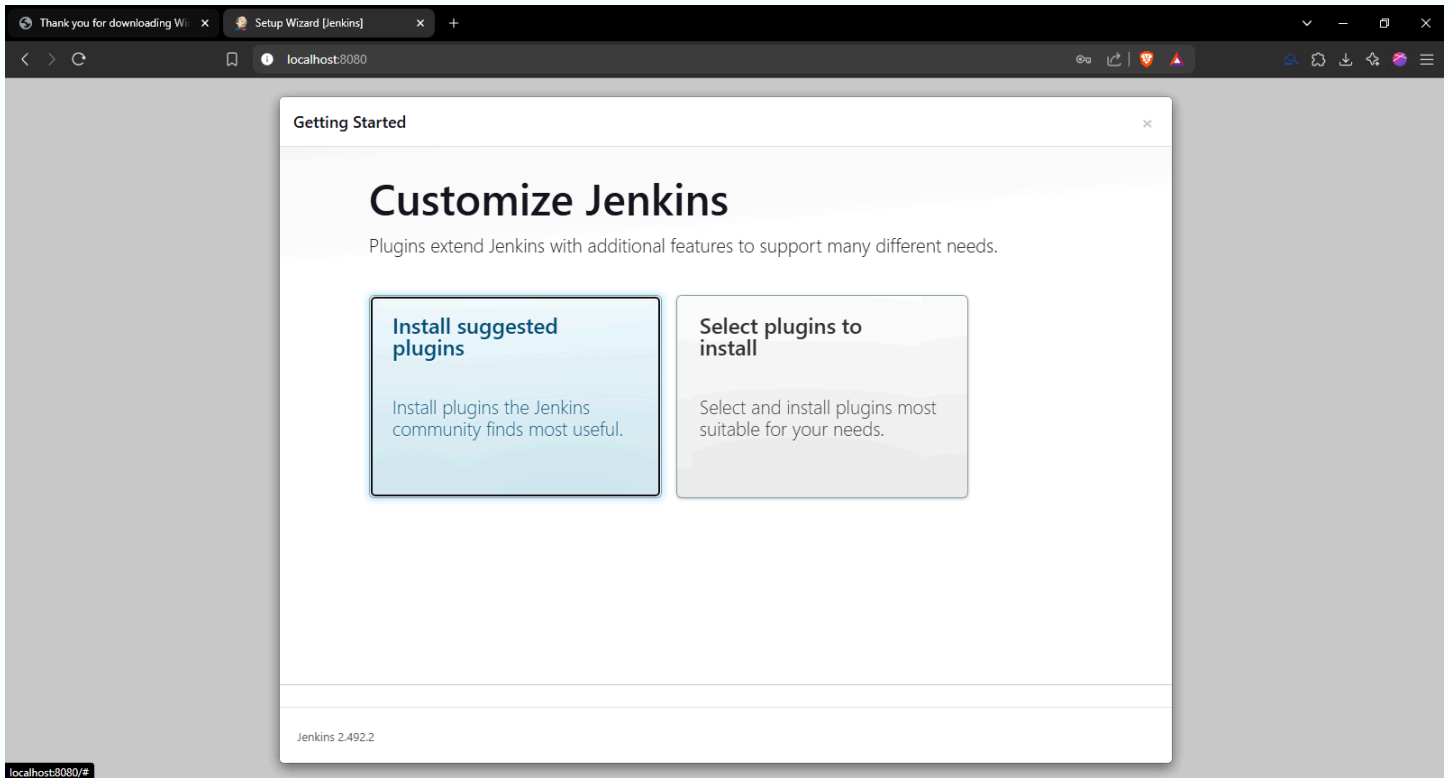 Thank you for downloading Wi
Setup Wizard [Jenkins]
localhost:8080
Getting Started
Customize Jenkins
Plugins extend Jenkins with additional features to support many different needs.
Install suggested
plugins
Install plugins the Jenkins
community finds most useful.
Select plugins to
install
Select and install plugins most
suitable for your needs.
Jenkins 2.492.2
localhost:8080/#